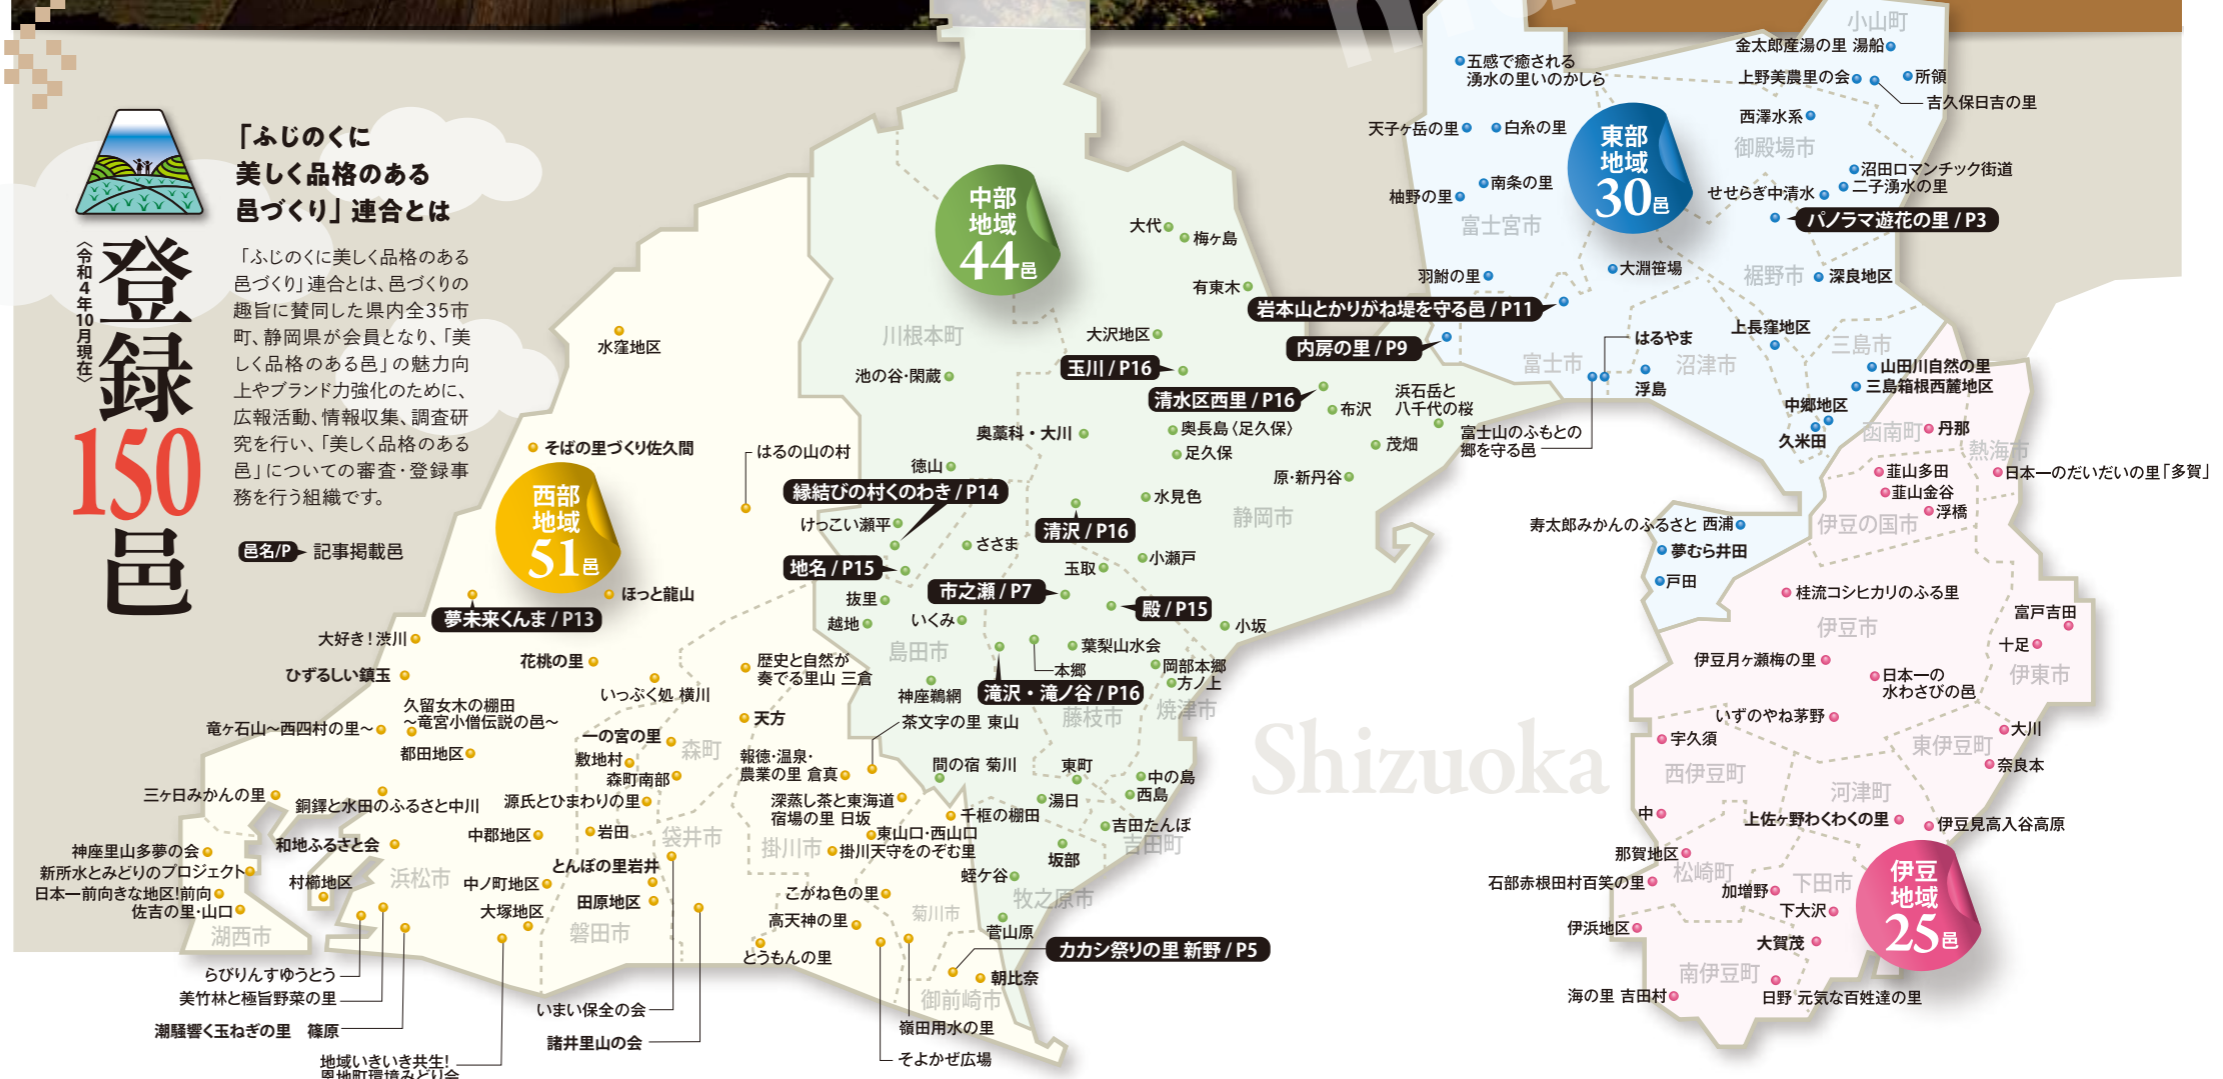 「ふじのくに
美しく品格のある
邑づくり」連合とは
〈令和4年10月現在〉
登録150邑
「ふじのくに美しく品格のある
邑づくり」連合とは、邑づくりの
趣旨に賛同した県内全35市
町、静岡県が会員となり、「美
しく品格のある邑」の魅力向
上やブランド力強化のために、
広報活動、情報収集、調査研
究を行い、「美しく品格のある
邑」についての審査・登録事
務を行う組織です。
邑名/P 記事掲載邑
西部
地域
51邑
水窪地区
そばの里づくり佐久間
はるの山の村
ほっと龍山
夢未来くんま / P13
大好き!渋川
ひずるしい鎮玉
花桃の里
いっぷく処 横川
歴史と自然が
奏でる里山 三倉
久留女木の棚田
～竜宮小僧伝説の邑～
竜ヶ石山～西四村の里～
都田地区
天方
一の宮の里
森町
敷地村
森町南部
報徳・温泉・
農業の里 倉真
茶文字の里 東山
三ヶ日みかんの里
銅鐸と水田のふるさと中川
源氏とひまわりの里
深蒸し茶と東海道
宿場の里 日坂
千框の棚田
中郡地区
岩田
袋井市
東山口・西山口
掛川市
掛川天守をのぞむ里
和地ふるさと会
神座里山多夢の会
新所水とみどりのプロジェクト
日本一前向きな地区!前向
佐吉の里・山口
湖西市
村櫛地区
浜松市
とんぼの里岩井
中ノ町地区
田原地区
大塚地区
磐田市
こがね色の里
高天神の里
菊川市
とうもんの里
らびりんすゆうとう
美竹林と極旨野菜の里
潮騒響く玉ねぎの里　篠原
地域いきいき共生!
恩地町環境みどり会
いまい保全の会
諸井里山の会
カカシ祭りの里 新野 / P5
朝比奈
御前崎市
嶺田用水の里
そよかぜ広場
中部
地域
44邑
大代
梅ヶ島
有東木
川根本町
大沢地区
池の谷・閑蔵
玉川 / P16
清水区西里 / P16
布沢
浜石岳と
八千代の桜
奥藁科・大川
奥長島〈足久保〉
足久保
茂畑
徳山
原・新丹谷
縁結びの村くのわき / P14
水見色
静岡市
けっこい瀬平
清沢 / P16
ささま
地名 / P15
小瀬戸
玉取
市之瀬 / P7
殿 / P15
抜里
越地
いくみ
小坂
島田市
葉梨山水会
本郷
岡部本郷
方ノ上
神座鵜網
滝沢・滝ノ谷 / P16
藤枝市
焼津市
間の宿 菊川
東町
中の島
西島
湯日
吉田たんぼ
吉田町
坂部
蛭ケ谷
牧之原市
菅山原
東部
地域
30邑
小山町
金太郎産湯の里 湯船
五感で癒される
湧水の里いのかしら
上野美農里の会
所領
吉久保日吉の里
西澤水系
天子ヶ岳の里
白糸の里
御殿場市
沼田ロマンチック街道
二子湧水の里
南条の里
柚野の里
せせらぎ中清水
富士宮市
パノラマ遊花の里 / P3
羽鮒の里
大淵笹場
裾野市
深良地区
岩本山とかりがね堤を守る邑 / P11
内房の里 / P9
はるやま
上長窪地区
三島市
富士市
沼津市
浮島
山田川自然の里
三島箱根西麓地区
中郷地区
久米田
富士山のふもとの
郷を守る邑
寿太郎みかんのふるさと 西浦
夢むら井田
戸田
伊豆
地域
25邑
函南町
丹那
熱海市
韮山多田
日本一のだいだいの里「多賀」
韮山金谷
浮橋
伊豆の国市
桂流コシヒカリのふる里
富戸吉田
伊豆市
十足
伊豆月ヶ瀬梅の里
日本一の
水わさびの邑
伊東市
いずのやね茅野
宇久須
大川
東伊豆町
奈良本
西伊豆町
河津町
中
上佐ヶ野わくわくの里
伊豆見高入谷高原
那賀地区
松崎町
石部赤根田村百笑の里
加増野
下田市
下大沢
伊浜地区
大賀茂
南伊豆町
海の里 吉田村
日野 元気な百姓達の里
Shizuoka